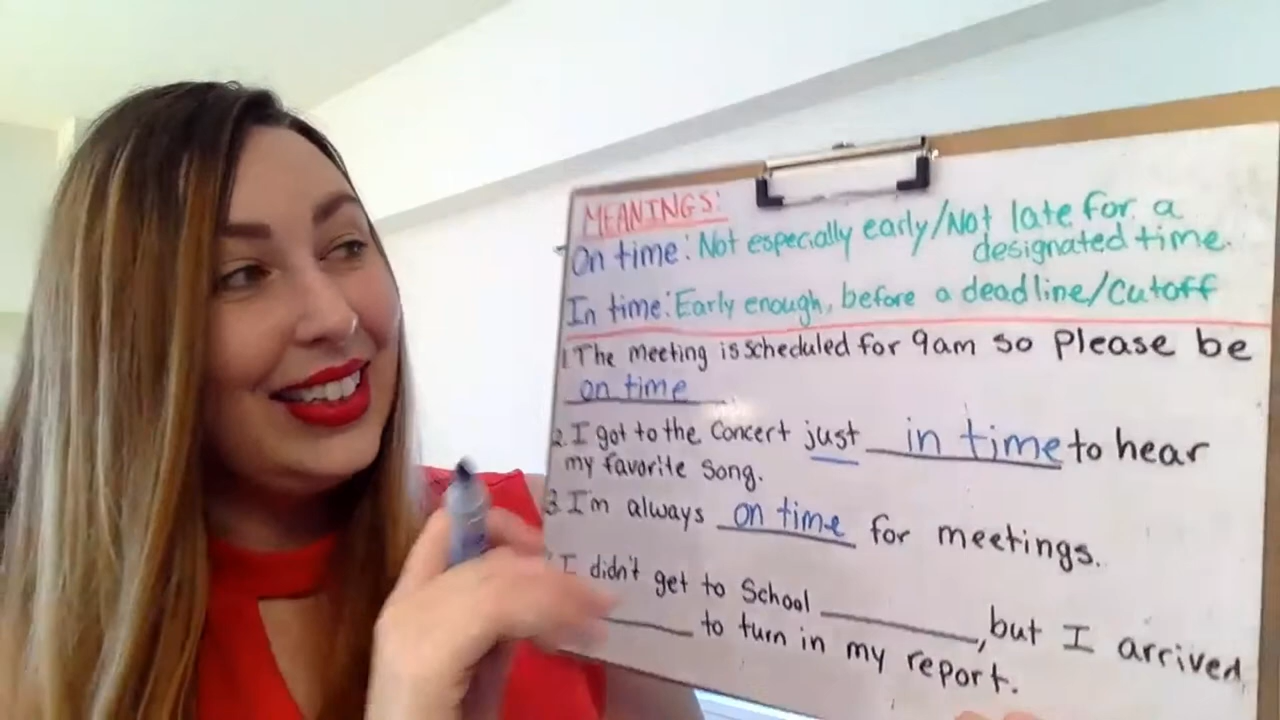 MEANINGS:
On time: Not especially early/Not late for a
designated time.
In time: Early enough, before a deadline/Cutoff
1. The meeting is scheduled for 9am so please be
on time.
2. I got to the Concert just in time to hear
my favorite song.
3. I'm always on time for meetings.
I didn't get to School ________, but I arrived
________ to turn in my report.